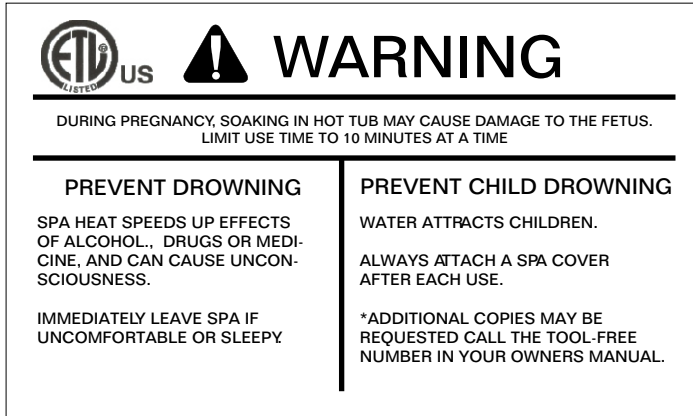 ETL® US
LISTED
WARNING
DURING PREGNANCY, SOAKING IN HOT TUB MAY CAUSE DAMAGE TO THE FETUS.
LIMIT USE TIME TO 10 MINUTES AT A TIME
PREVENT DROWNING
SPA HEAT SPEEDS UP EFFECTS
OF ALCOHOL., DRUGS OR MEDI-
CINE, AND CAN CAUSE UNCON-
SCIOUSNESS.
IMMEDIATELY LEAVE SPA IF
UNCOMFORTABLE OR SLEEPY.
PREVENT CHILD DROWNING
WATER ATTRACTS CHILDREN.
ALWAYS ATTACH A SPA COVER
AFTER EACH USE.
*ADDITIONAL COPIES MAY BE
REQUESTED CALL THE TOOL-FREE
NUMBER IN YOUR OWNERS MANUAL.